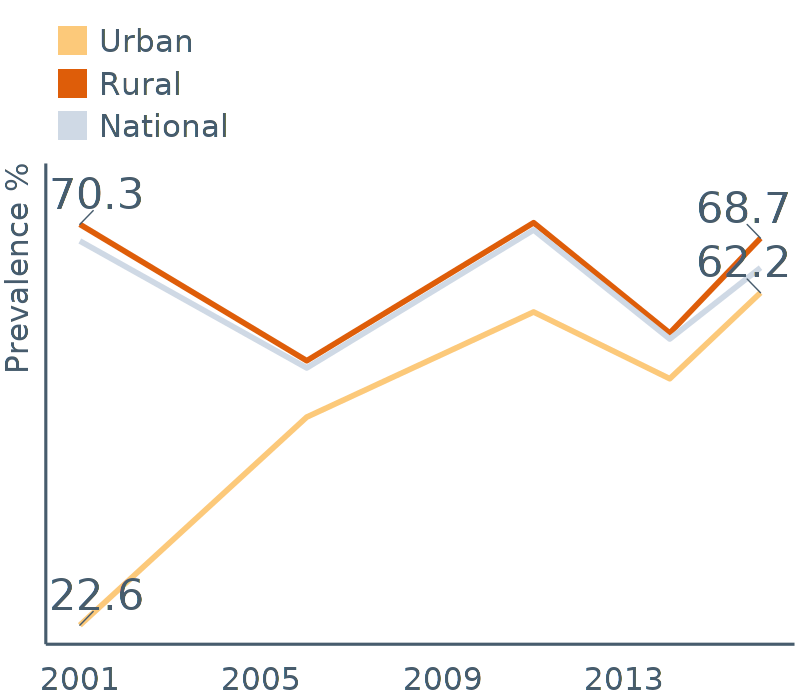 Urban
Rural
National
Prevalence %
70.3
68.7
62.2
22.6
2001 2005 2009 2013